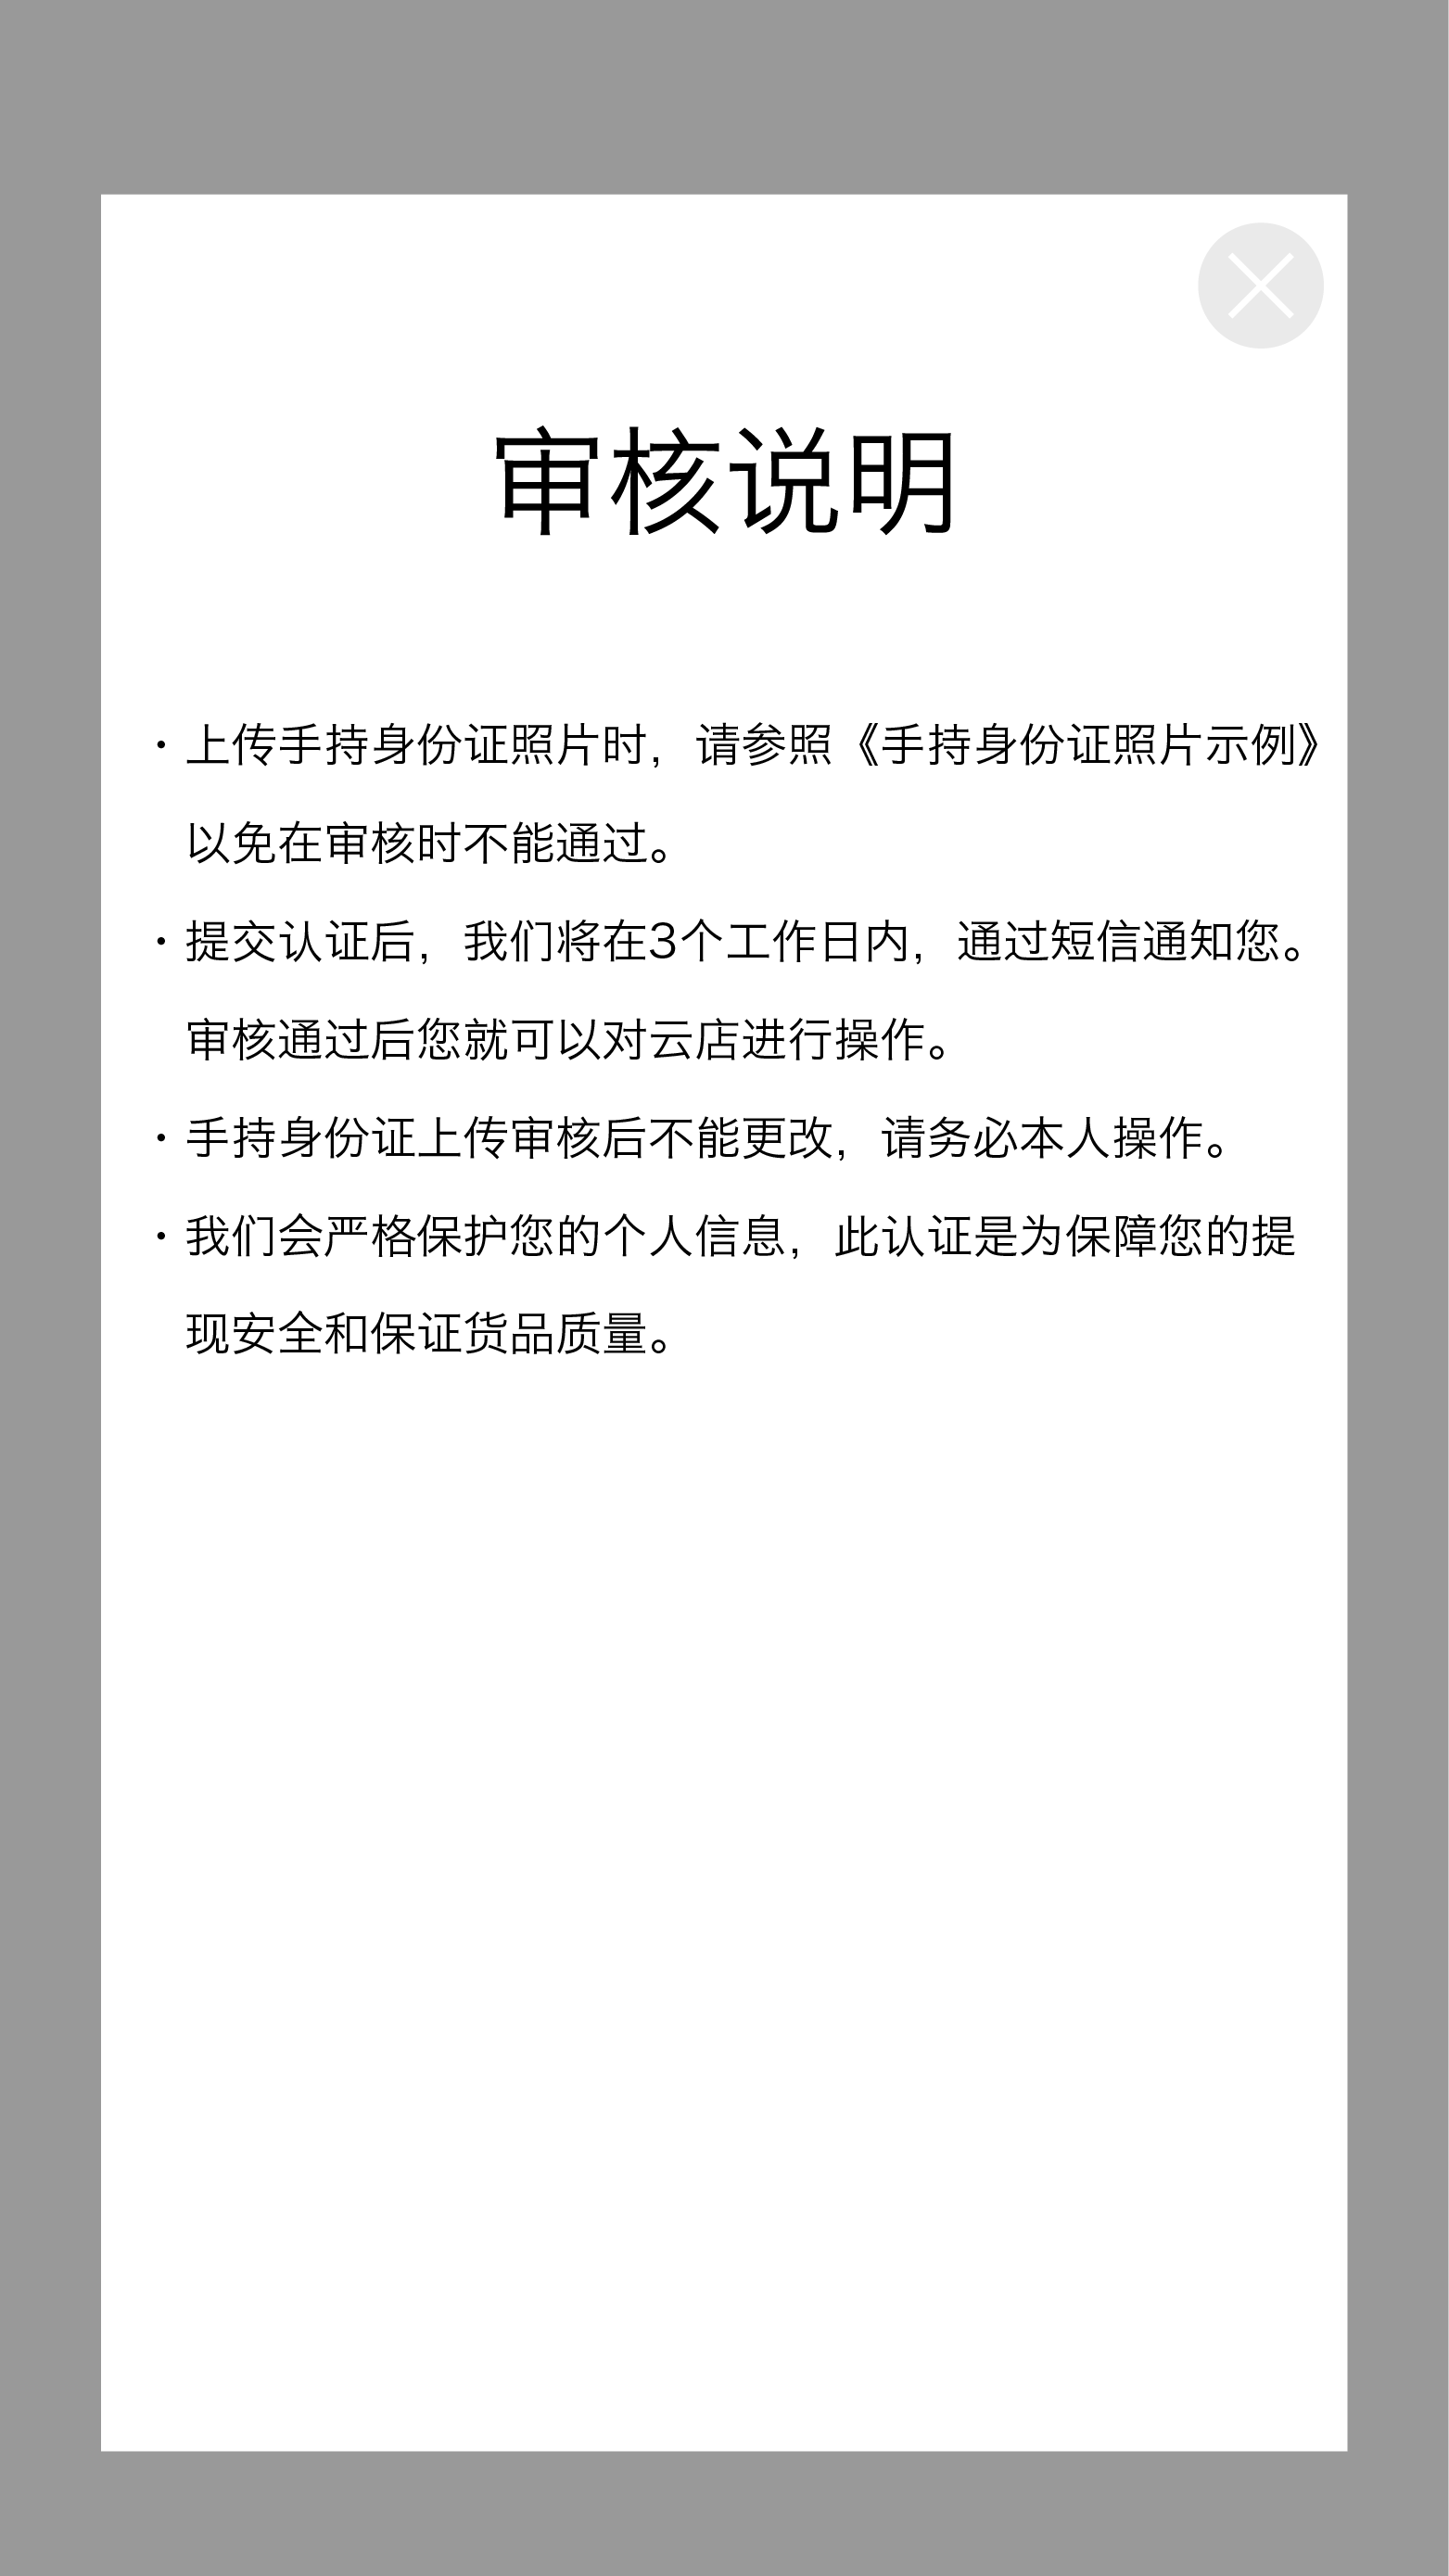 审核说明
· 上传手持身份证照片时，请参照《手持身份证照片示例》
以免在审核时不能通过。
· 提交认证后，我们将在3个工作日内，通过短信通知您。
审核通过后您就可以对云店进行操作。
· 手持身份证上传审核后不能更改，请务必本人操作。
· 我们会严格保护您的个人信息，此认证是为保障您的提
现安全和保证货品质量。